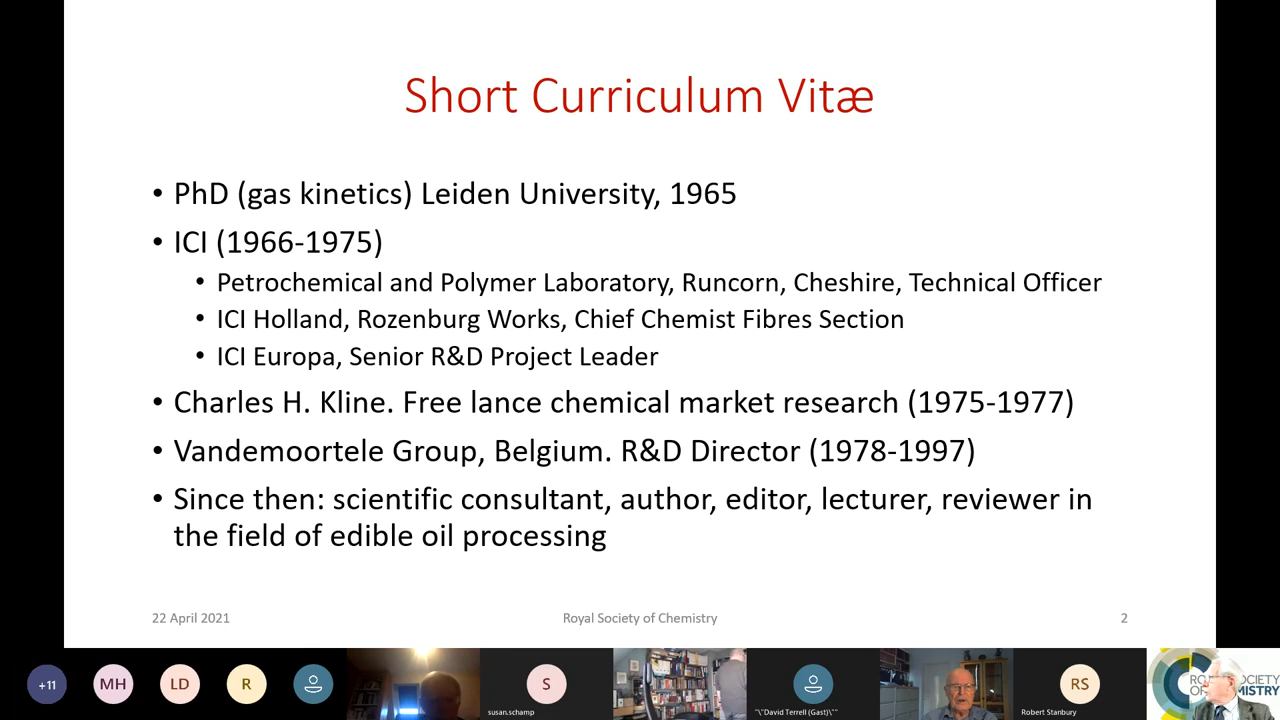 Short Curriculum Vitæ
• PhD (gas kinetics) Leiden University, 1965
• ICI (1966-1975)
• Petrochemical and Polymer Laboratory, Runcorn, Cheshire, Technical Officer
• ICI Holland, Rozenburg Works, Chief Chemist Fibres Section
• ICI Europa, Senior R&D Project Leader
• Charles H. Kline. Free lance chemical market research (1975-1977)
• Vandemoortele Group, Belgium. R&D Director (1978-1997)
• Since then: scientific consultant, author, editor, lecturer, reviewer in
the field of edible oil processing
22 April 2021
Royal Society of Chemistry
2
+11
MH
LD
R
S
susan.schamp
"\"David Terrell (Gast)\""
RS
Robert Stanbury